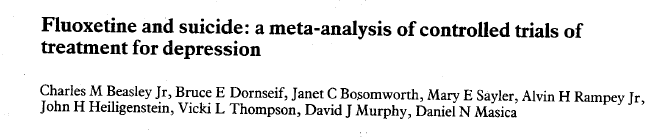 Fluoxetine and suicide: a meta-analysis of controlled trials of
treatment for depression
Charles M Beasley Jr, Bruce E Dornseif, Janet C Bosomworth, Mary E Sayler, Alvin H Rampey Jr,
John H Heiligenstein, Vicki L Thompson, David J Murphy, Daniel N Masica